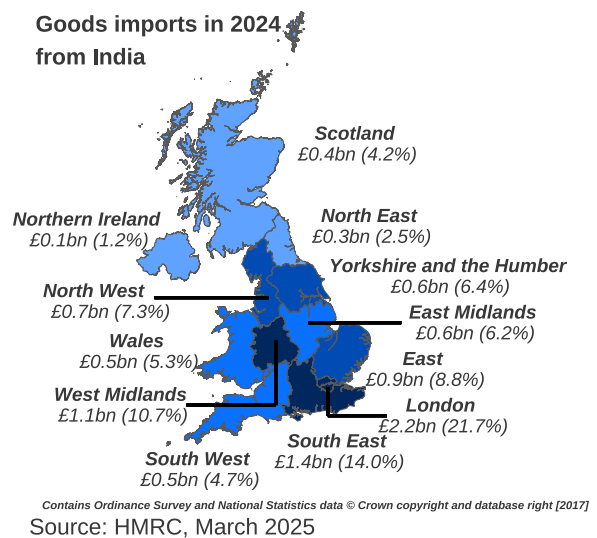 Goods imports in 2024
from India
Scotland
£0.4bn (4.2%)
Northern Ireland
£0.1bn (1.2%)
North East
£0.3bn (2.5%)
Yorkshire and the Humber
£0.6bn (6.4%)
North West
£0.7bn (7.3%)
East Midlands
£0.6bn (6.2%)
Wales
£0.5bn (5.3%)
East
£0.9bn (8.8%)
West Midlands
£1.1bn (10.7%)
London
£2.2bn (21.7%)
South East
£1.4bn (14.0%)
South West
£0.5bn (4.7%)
Contains Ordinance Survey and National Statistics data © Crown copyright and database right [2017]
Source: HMRC, March 2025